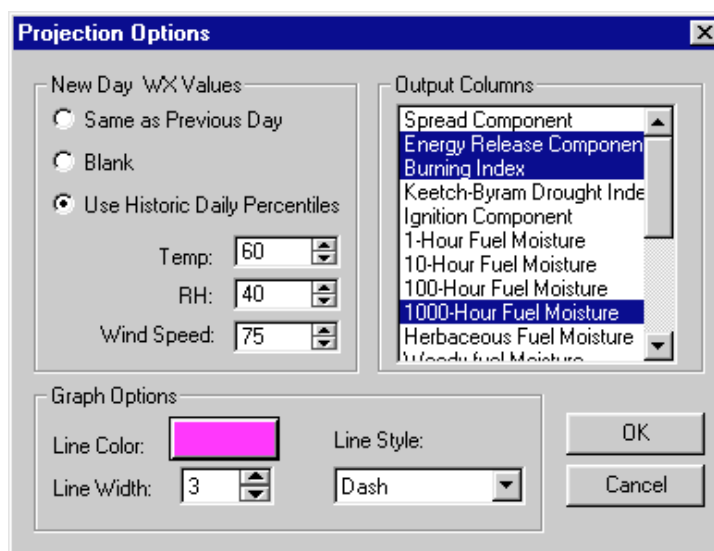 Projection Options
New Day WX Values
Same as Previous Day
Blank
Use Historic Daily Percentiles
Temp: 60
RH: 40
Wind Speed: 75
Output Columns
Spread Component
Energy Release Componen
Burning Index
Keetch-Byram Drought Inde
Ignition Component
1-Hour Fuel Moisture
10-Hour Fuel Moisture
100-Hour Fuel Moisture
1000-Hour Fuel Moisture
Herbaceous Fuel Moisture
Woody fuel Moisture
Graph Options
Line Color:
Line Width: 3
Line Style:
Dash
OK
Cancel